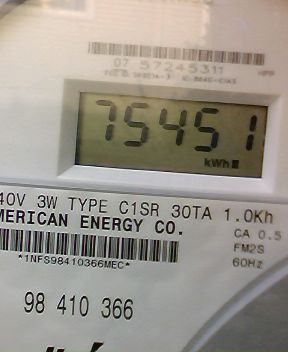 07 57245311
HPP
75451
kWh
40V 3W TYPE C1SR 30TA 1.0Kh
MERICAN ENERGY CO.
CA 0.5
FM2S
60Hz
*1NFS98410366MEC*
98 410 366